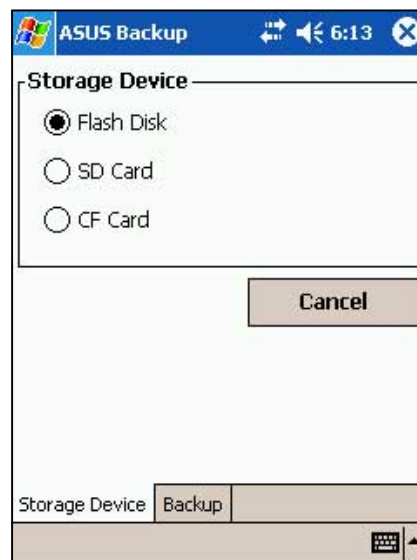 ASUS Backup 6:13
Storage Device
Flash Disk
SD Card
CF Card
Cancel
Storage Device Backup